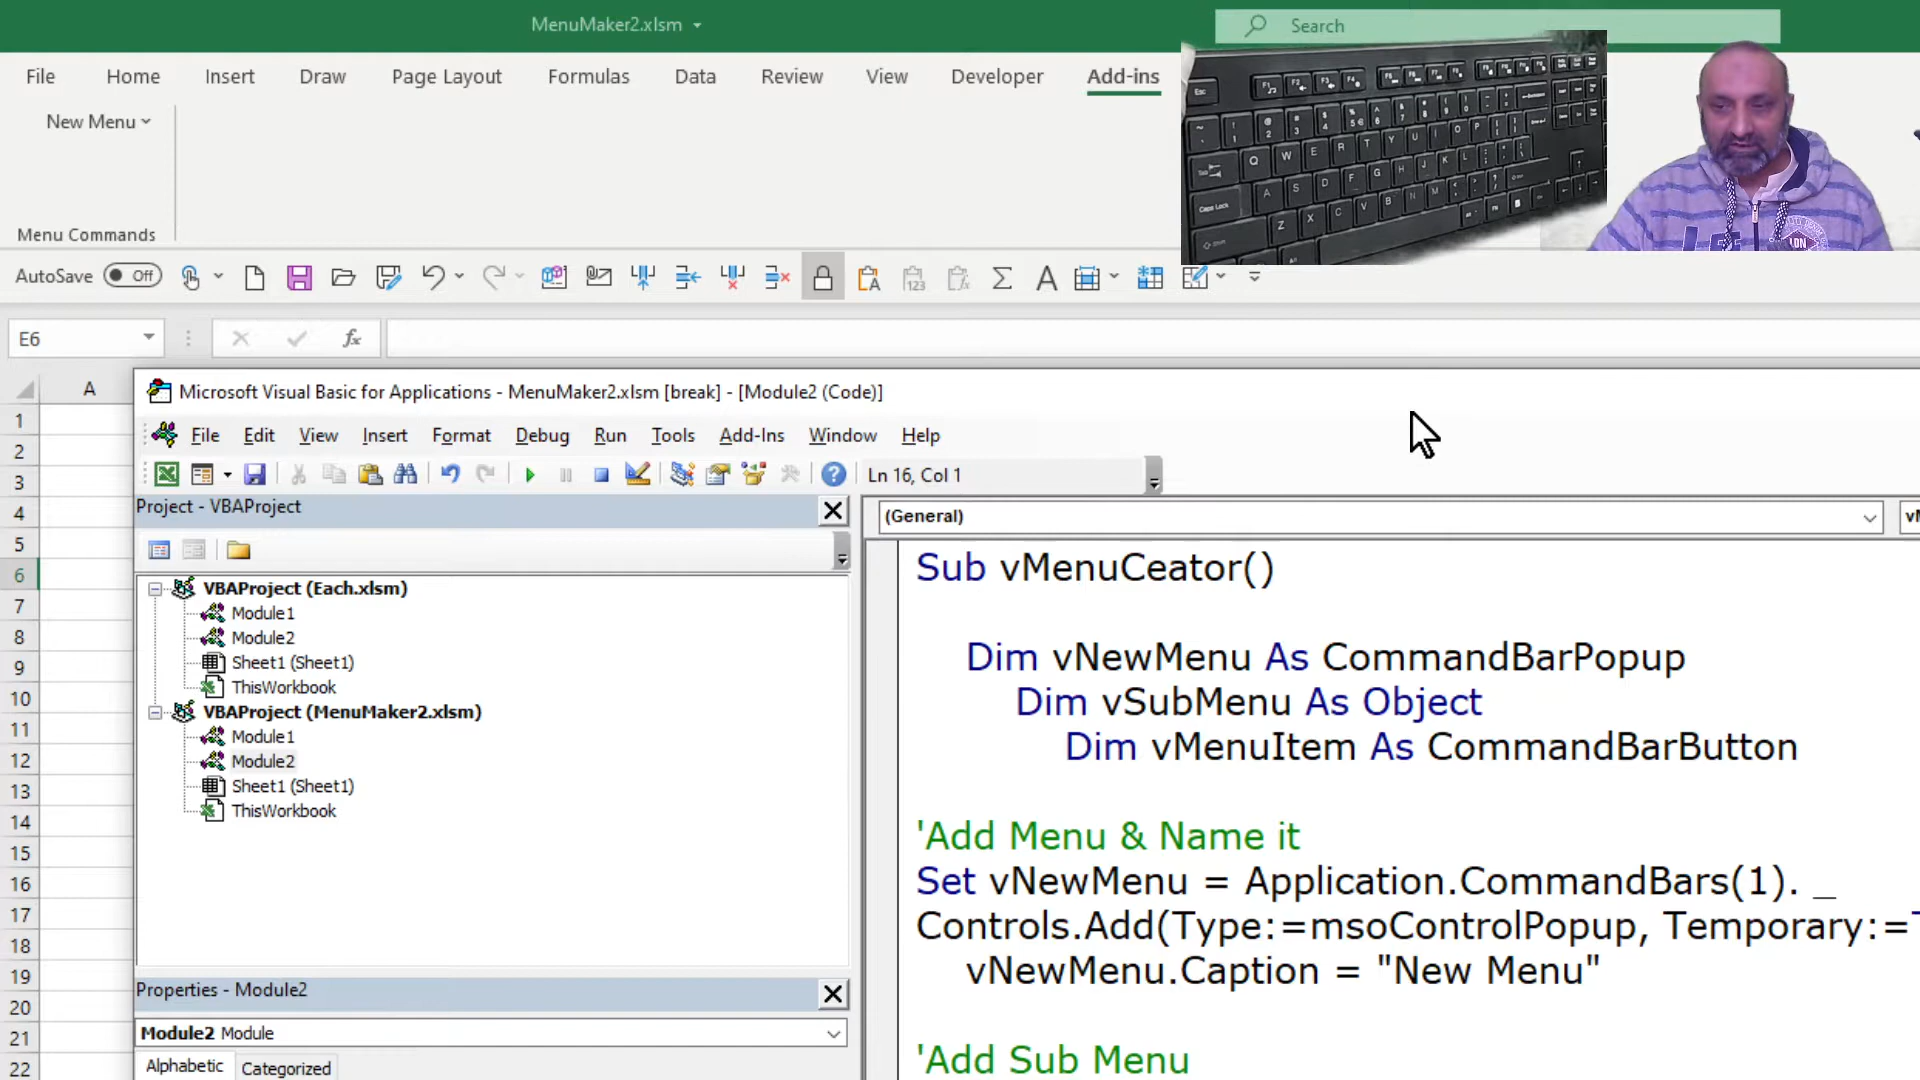 MenuMaker2.xlsm
Search
File Home Insert Draw Page Layout Formulas Data Review View Developer Add-ins
New Menu
Menu Commands
AutoSave Off
E6
fx
A
Microsoft Visual Basic for Applications - MenuMaker2.xlsm [break] - [Module2 (Code)]
File Edit View Insert Format Debug Run Tools Add-Ins Window Help
Ln 16, Col 1
Project - VBAProject
(General)
VBAProject (Each.xlsm)
Module1
Module2
Sheet1 (Sheet1)
ThisWorkbook
VBAProject (MenuMaker2.xlsm)
Module1
Module2
Sheet1 (Sheet1)
ThisWorkbook
Properties - Module2
Module2 Module
Alphabetic Categorized
Sub vMenuCeator()
Dim vNewMenu As CommandBarPopup
Dim vSubMenu As Object
Dim vMenuItem As CommandBarButton
'Add Menu & Name it
Set vNewMenu = Application.CommandBars(1). _
Controls.Add(Type:=msoControlPopup, Temporary:=
vNewMenu.Caption = "New Menu"
'Add Sub Menu
1
2
3
4
5
6
7
8
9
10
11
12
13
14
15
16
17
18
19
20
21
22